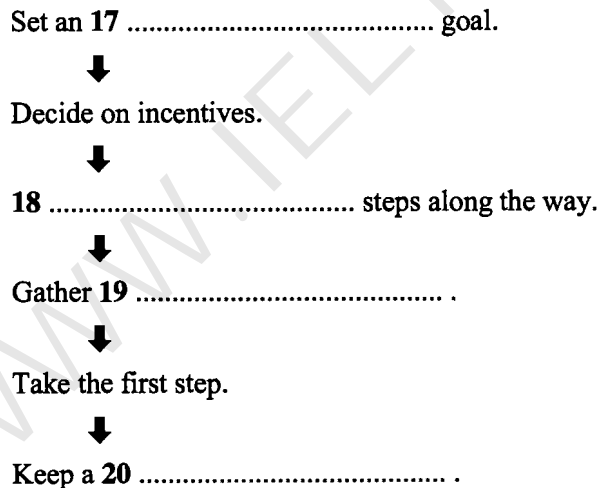 Set an 17 ............................................ goal.
Decide on incentives.
18 ............................................ steps along the way.
Gather 19 ............................................ .
Take the first step.
Keep a 20 ............................................ .